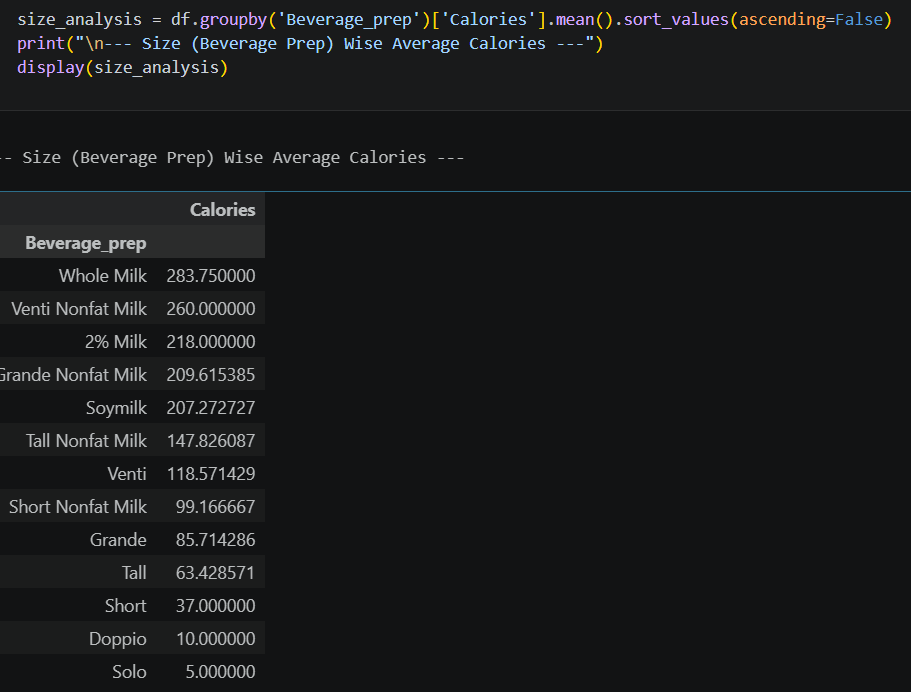 size_analysis = df.groupby('Beverage_prep')['Calories'].mean().sort_values(ascending=False)
print("\n--- Size (Beverage Prep) Wise Average Calories ---")
display(size_analysis)
-- Size (Beverage Prep) Wise Average Calories ---
Calories
Beverage_prep
Whole Milk 283.750000
Venti Nonfat Milk 260.000000
2% Milk 218.000000
Grande Nonfat Milk 209.615385
Soymilk 207.272727
Tall Nonfat Milk 147.826087
Venti 118.571429
Short Nonfat Milk 99.166667
Grande 85.714286
Tall 63.428571
Short 37.000000
Doppio 10.000000
Solo 5.000000